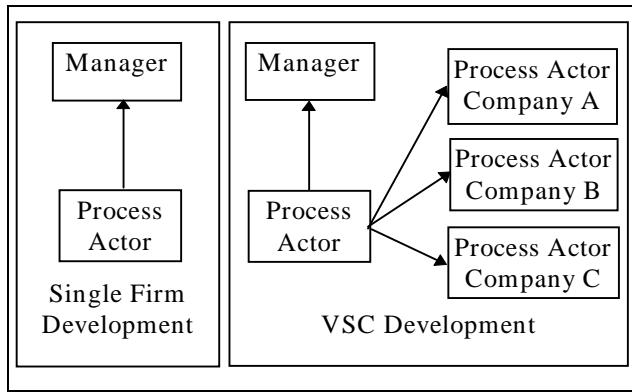 Manager
Process
Actor
Single Firm
Development
Manager
Process
Actor
Process Actor
Company A
Process Actor
Company B
Process Actor
Company C
VSC Development